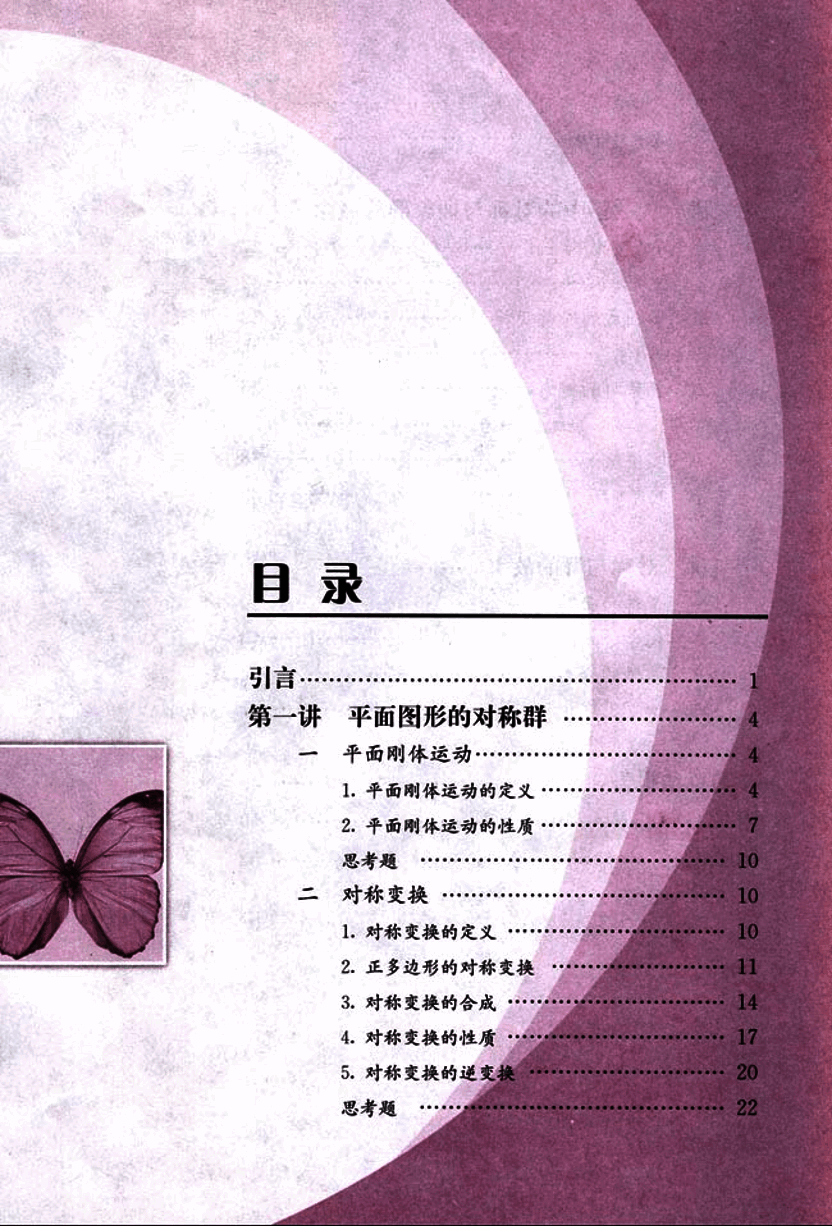 目 录
引言…………………………………………………… 1
第一讲 平面图形的对称群 …………………… 4
一 平面刚体运动……………………………… 4
1. 平面刚体运动的定义……………………… 4
2. 平面刚体运动的性质……………………… 7
思考题 …………………………………… 10
二 对称变换 ………………………………… 10
1. 对称变换的定义 ………………………… 10
2. 正多边形的对称变换 …………………… 11
3. 对称变换的合成 ………………………… 14
4. 对称变换的性质 ………………………… 17
5. 对称变换的逆变换 ……………………… 20
思考题 …………………………………… 22